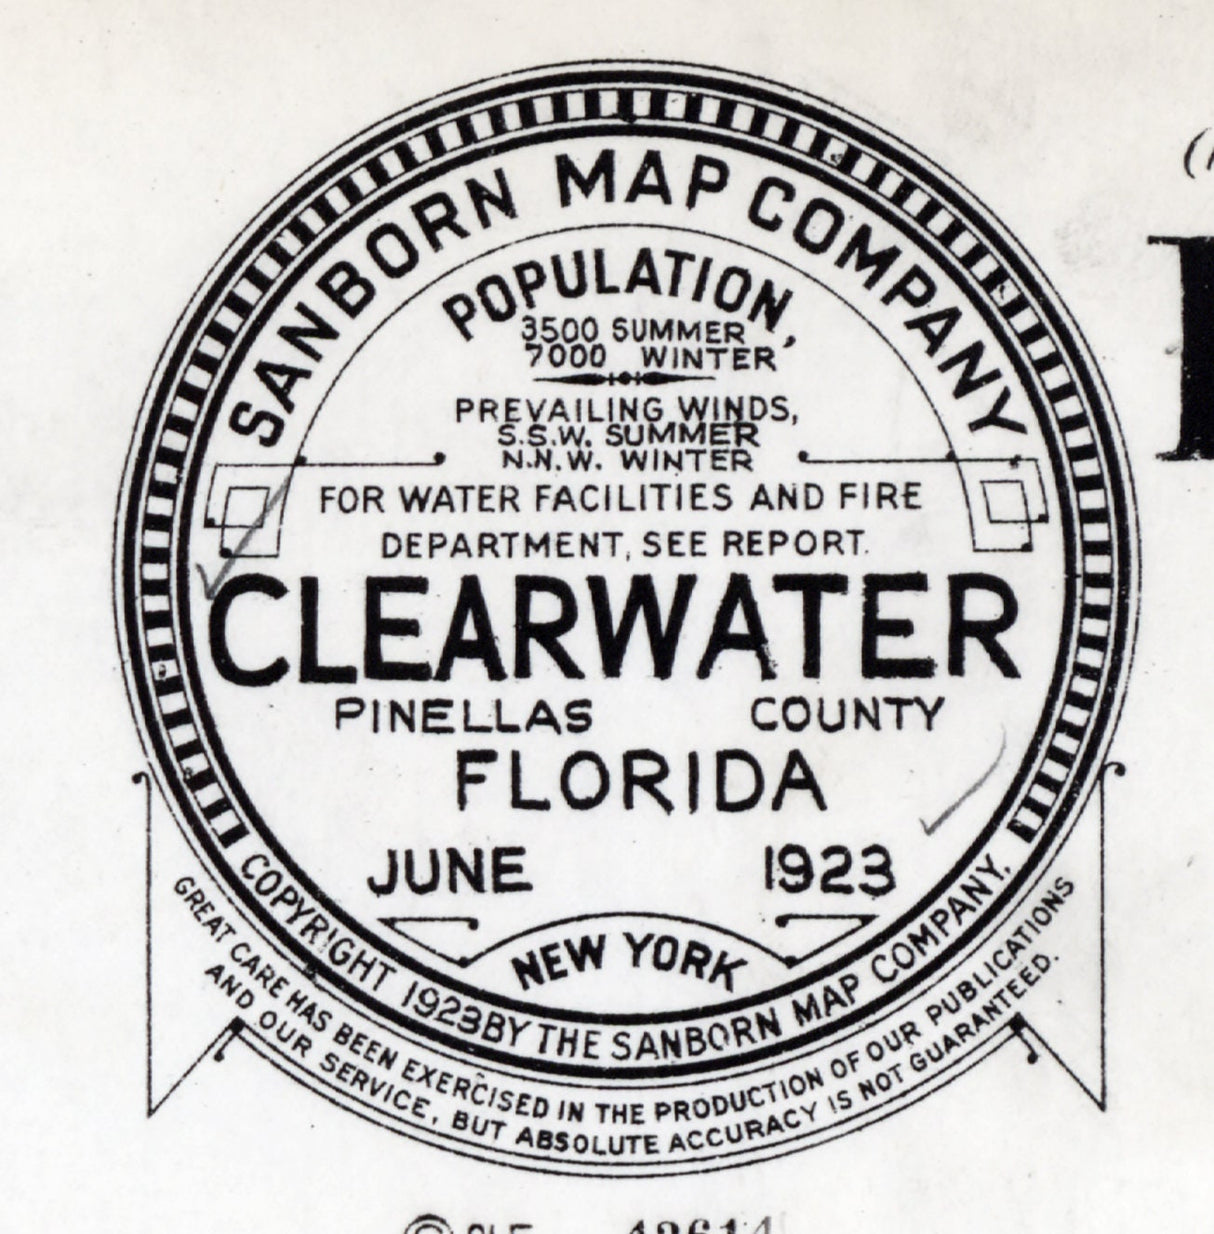 SANBORN MAP COMPANY
POPULATION,
3500 SUMMER,
7000 WINTER
PREVAILING WINDS,
S.S.W. SUMMER
N.N.W. WINTER
FOR WATER FACILITIES AND FIRE
DEPARTMENT, SEE REPORT.
CLEARWATER
PINELLAS COUNTY
FLORIDA
JUNE 1923
NEW YORK
COPYRIGHT 1923 BY THE SANBORN MAP COMPANY.
GREAT CARE HAS BEEN EXERCISED IN THE PRODUCTION OF OUR PUBLICATIONS
AND OUR SERVICE, BUT ABSOLUTE ACCURACY IS NOT GUARANTEED.